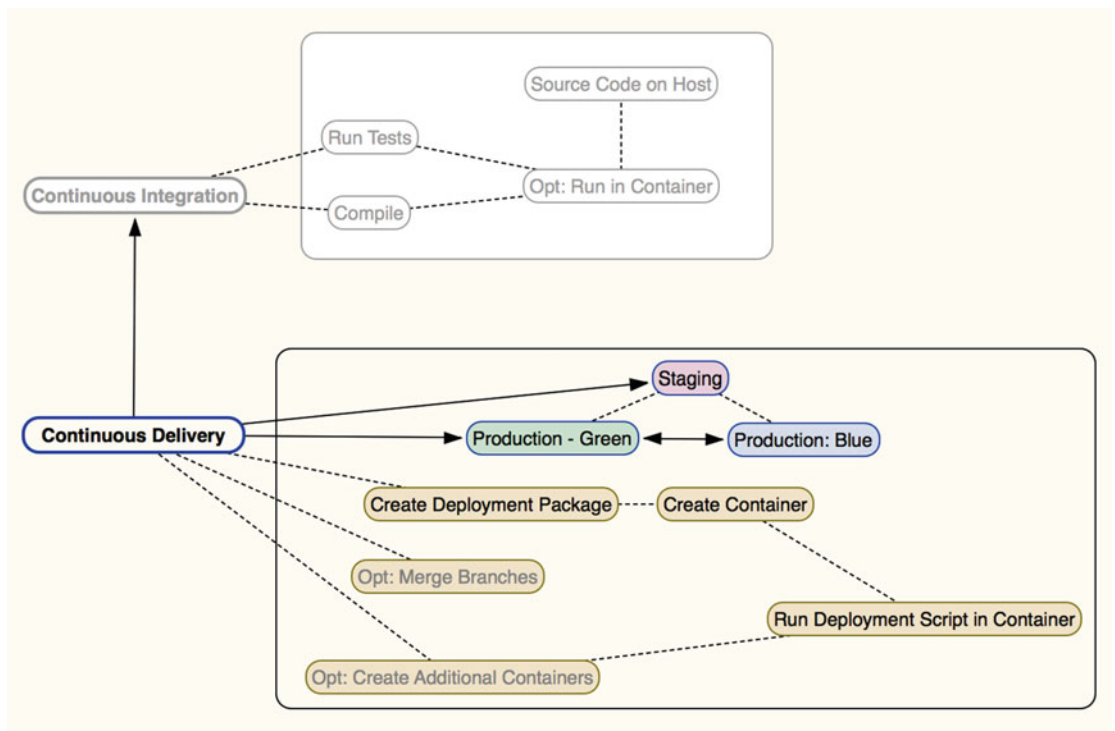 Source Code on Host
Run Tests
Opt: Run in Container
Continuous Integration
Compile
Staging
Continuous Delivery
Production - Green
Production: Blue
Create Deployment Package
Create Container
Opt: Merge Branches
Run Deployment Script in Container
Opt: Create Additional Containers